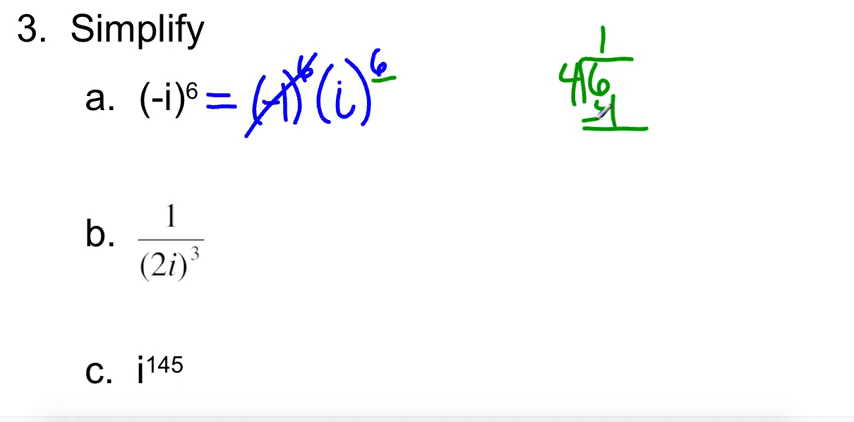 3. Simplify
a. (-i)⁶ = (-1)⁶ (i)⁶
1
4 6
- 4
b. 1
(2i)³
c. i¹⁴⁵